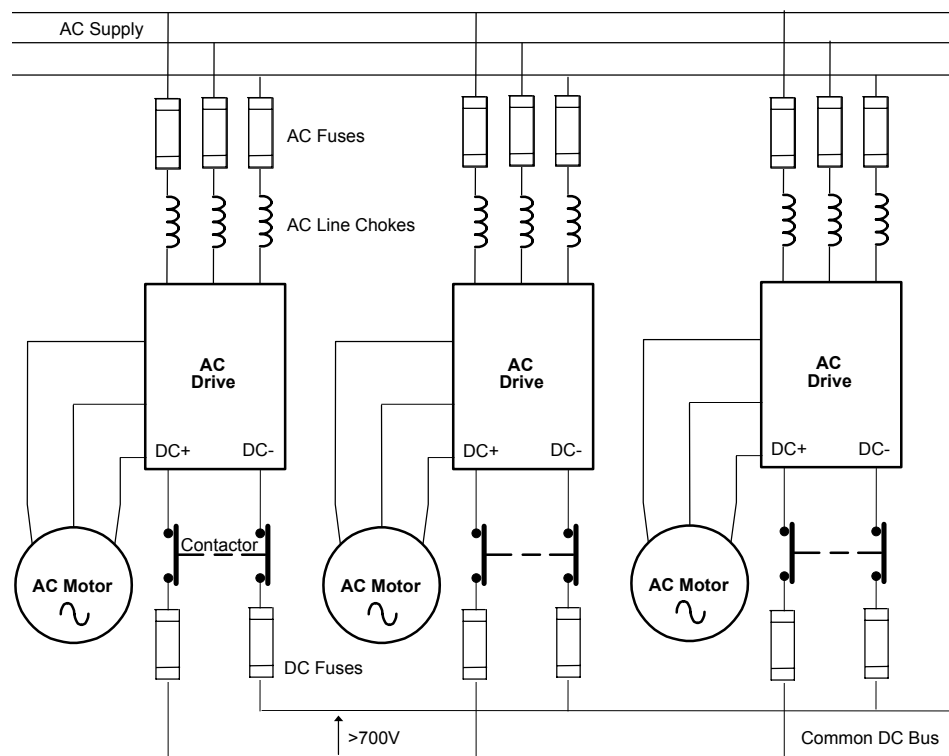 AC Supply
AC Fuses
AC Line Chokes
AC
Drive
DC+ DC-
AC
Drive
DC+ DC-
AC
Drive
DC+ DC-
Contactor
AC Motor
AC Motor
AC Motor
DC Fuses
>700V
Common DC Bus